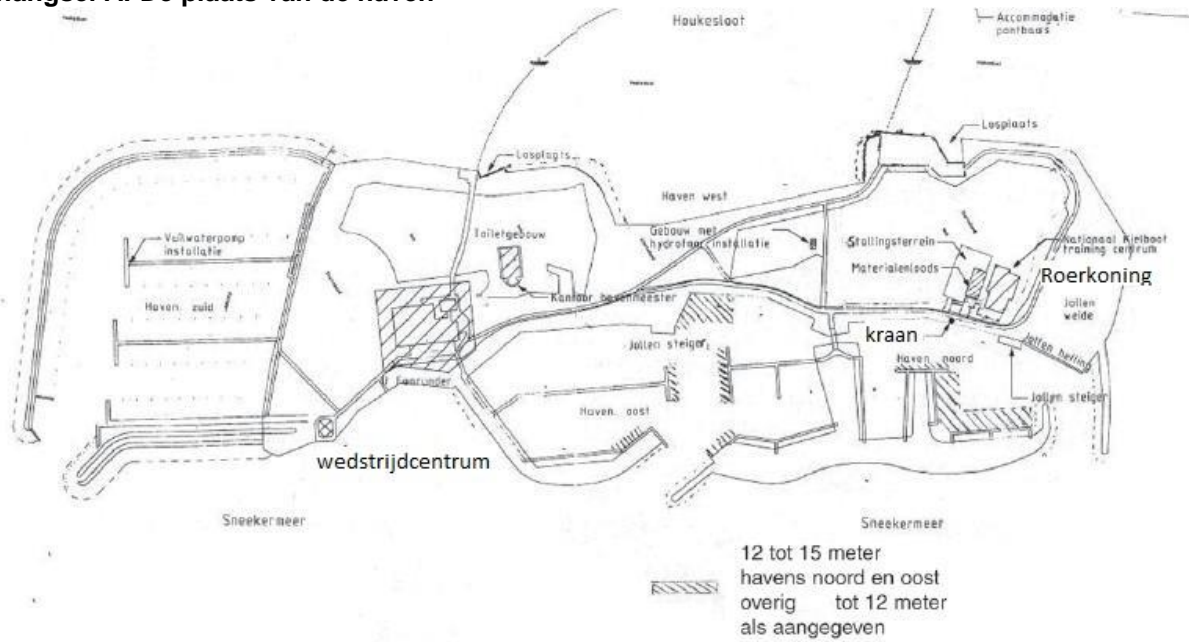 De plaats van de haven
Houkesloot
Accommodatie
pontbaas
Losplaats
Losplaats
Haven west
Toiletgebouw
Gebouw met
hydrofoor installatie
Vuilwaterpomp
installatie
Stallingsterrein
Nationaal Kielboot
training centrum
Materialenloods
Roerkoning
Kantoor havenmeester
Haven zuid
Jollen
weide
kraan
Jollen steiger
Haven noord
Jollen helling
Jollen steiger
Haven oost
wedstrijdcentrum
Sneekermeer
Sneekermeer
12 tot 15 meter
havens noord en oost
overig tot 12 meter
als aangegeven